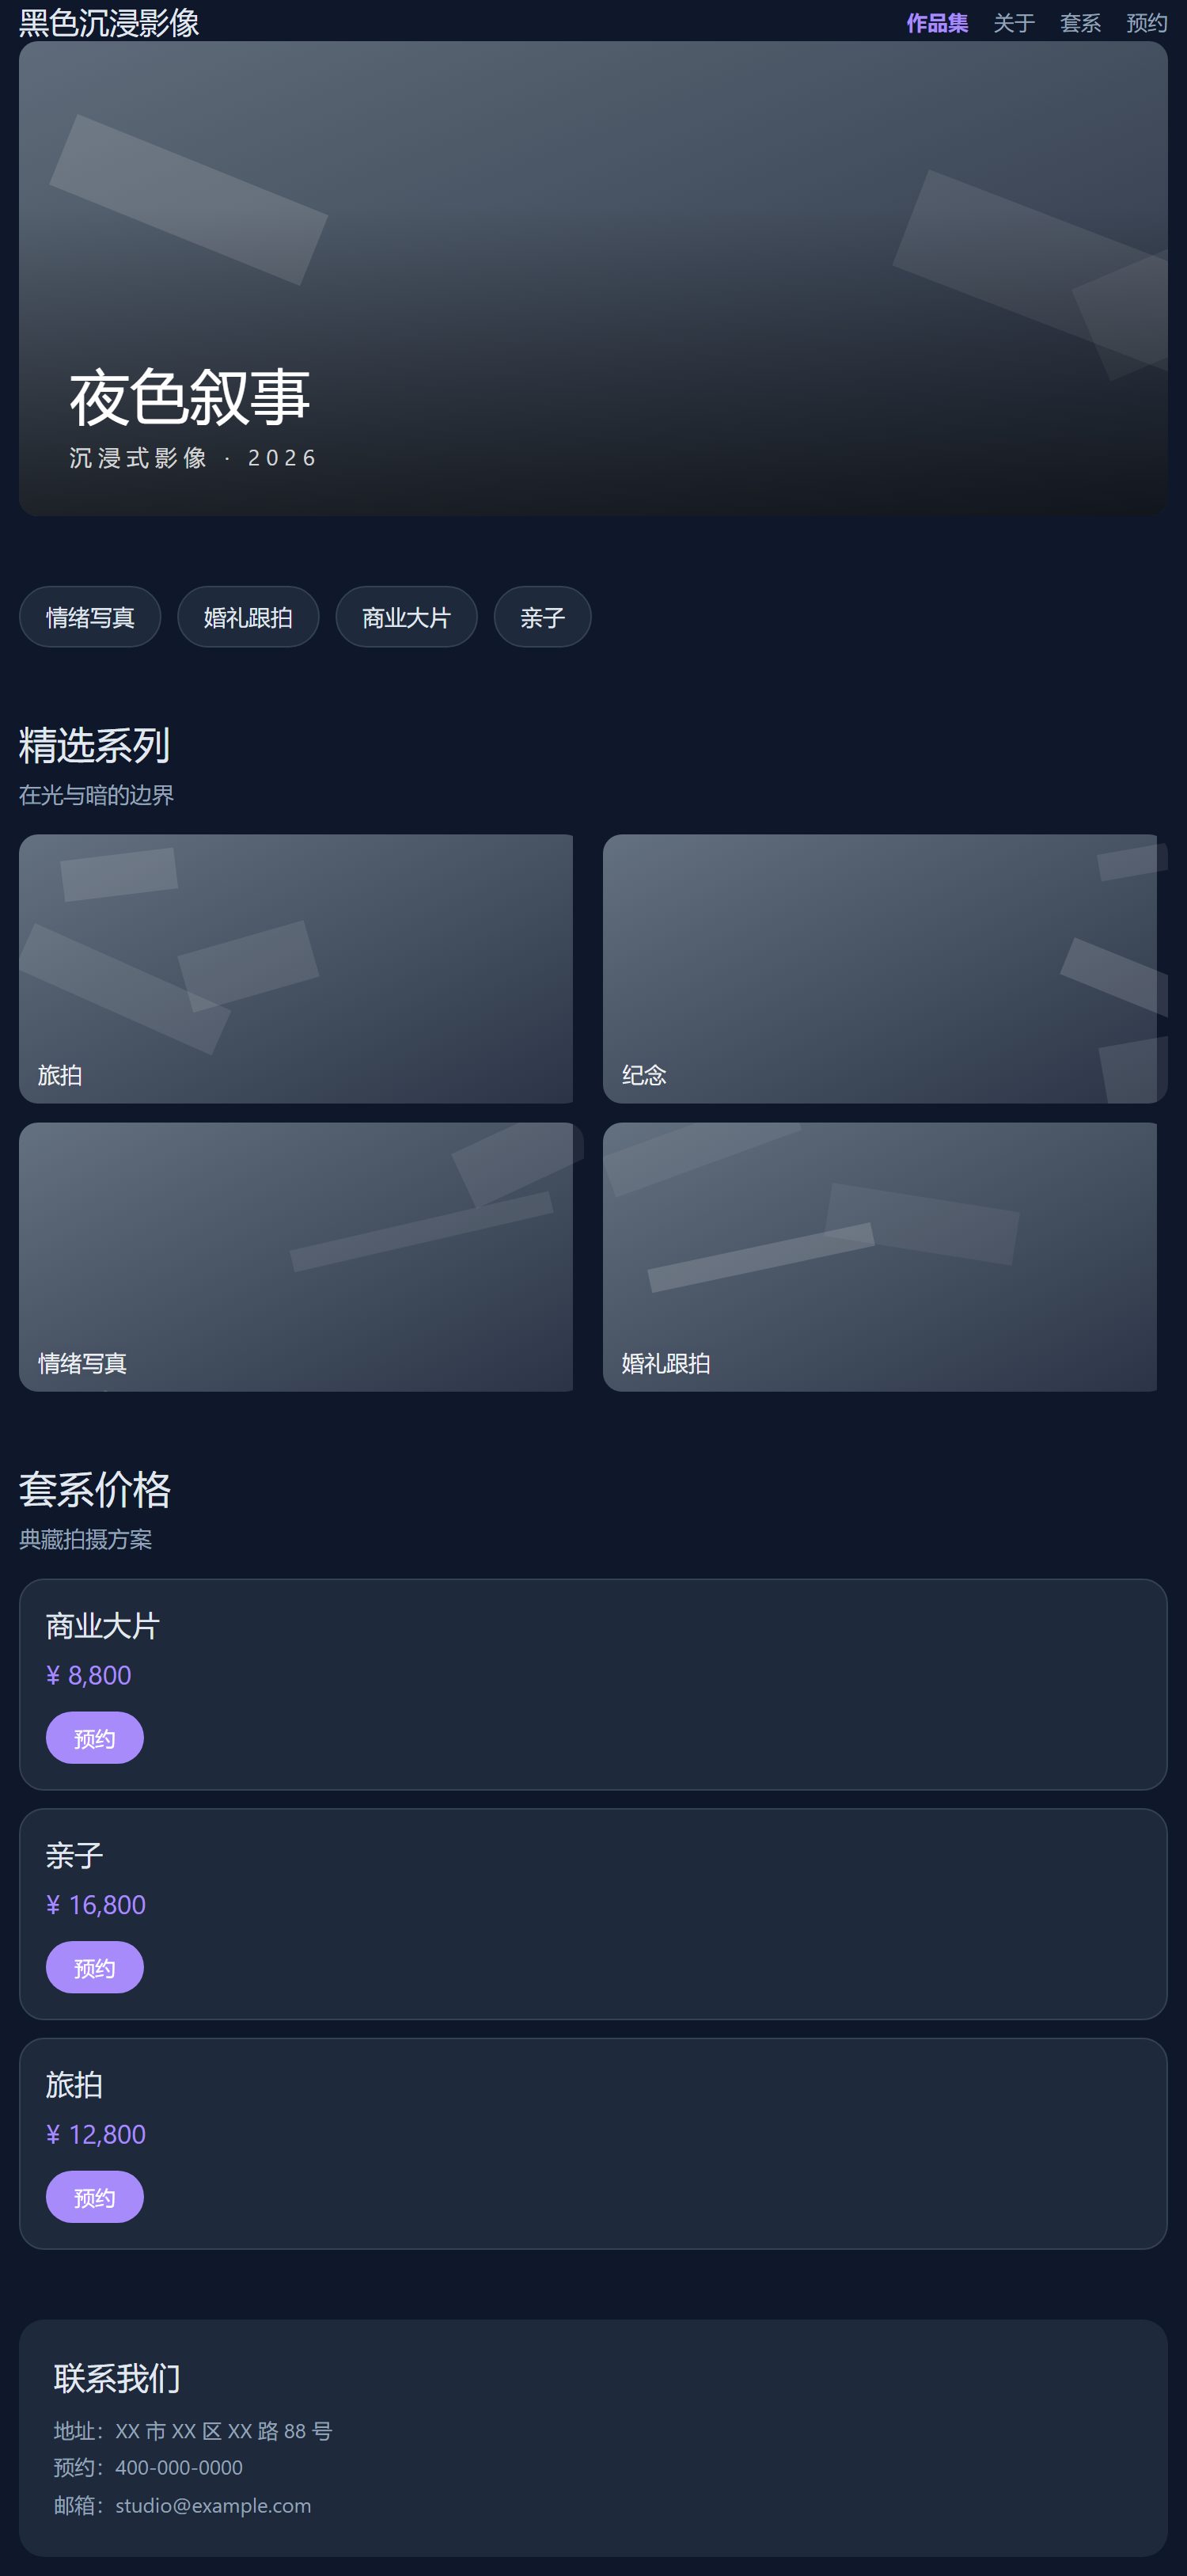 黑色沉浸影像
作品集 关于 套系 预约
夜色叙事
沉浸式影像 · 2026
情绪写真 婚礼跟拍 商业大片 亲子
精选系列
在光与暗的边界
旅拍 纪念
情绪写真 婚礼跟拍
套系价格
典藏拍摄方案
商业大片
¥ 8,800
预约
亲子
¥ 16,800
预约
旅拍
¥ 12,800
预约
联系我们
地址：XX 市 XX 区 XX 路 88 号
预约：400-000-0000
邮箱：studio@example.com